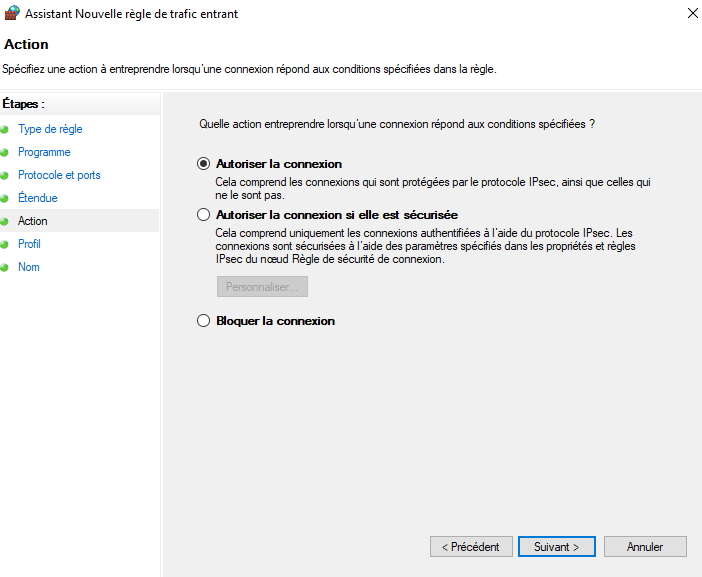 Assistant Nouvelle règle de trafic entrant
Action
Spécifiez une action à entreprendre lorsqu'une connexion répond aux conditions spécifiées dans la règle.
Étapes :
Type de règle
Programme
Protocole et ports
Étendue
Action
Profil
Nom
Quelle action entreprendre lorsqu'une connexion répond aux conditions spécifiées ?
Autoriser la connexion
Cela comprend les connexions qui sont protégées par le protocole IPsec, ainsi que celles qui
ne le sont pas.
Autoriser la connexion si elle est sécurisée
Cela comprend uniquement les connexions authentifiées à l'aide du protocole IPsec. Les
connexions sont sécurisées à l'aide des paramètres spécifiés dans les propriétés et règles
IPsec du nœud Règle de sécurité de connexion.
Personnaliser...
Bloquer la connexion
< Précédent
Suivant >
Annuler